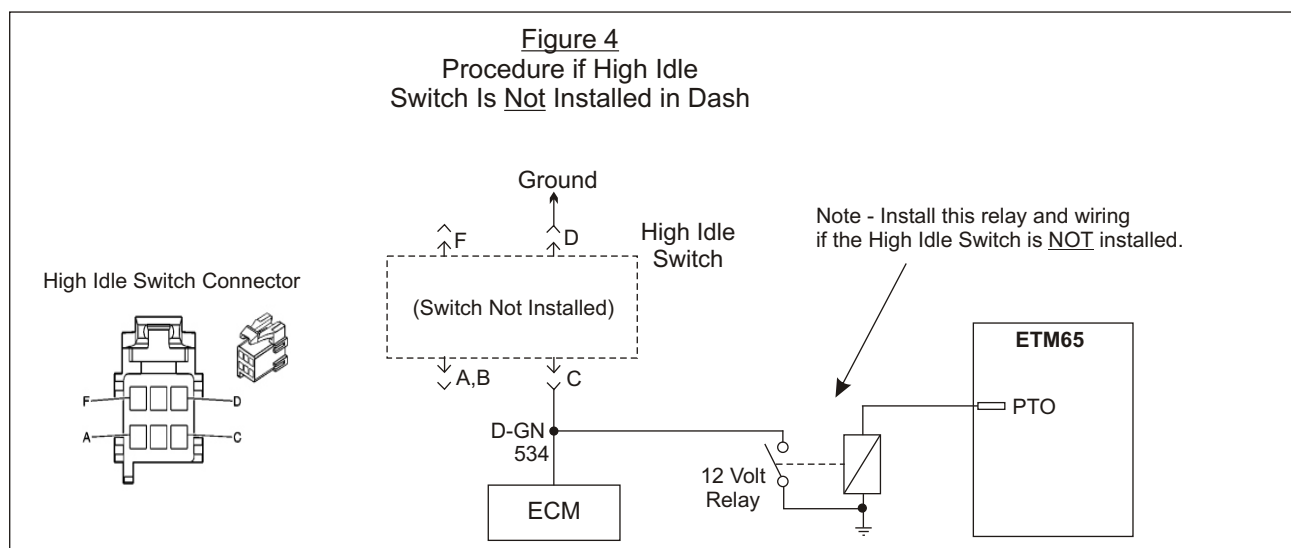 Figure 4
Procedure if High Idle
Switch Is Not Installed in Dash
Ground
F
D
High Idle
Switch
Note - Install this relay and wiring
if the High Idle Switch is NOT installed.
High Idle Switch Connector
(Switch Not Installed)
ETM65
A,B
C
PTO
F
D
A
C
D-GN
534
12 Volt
Relay
ECM